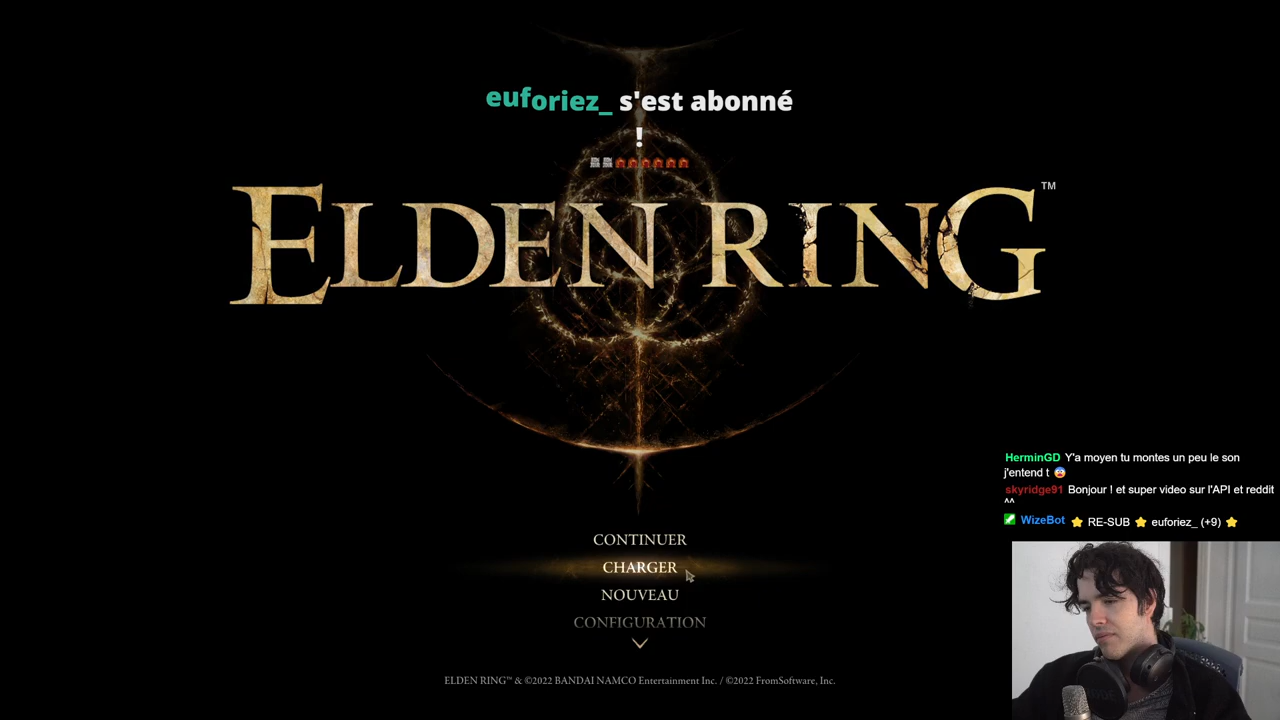 euforiez_ s'est abonné
!
ELDEN RING™
CONTINUER
CHARGER
NOUVEAU
CONFIGURATION
ELDEN RING™ & ©2022 BANDAI NAMCO Entertainment Inc. / ©2022 FromSoftware, Inc.
HerminGD Y'a moyen tu montes un peu le son
j'entend t 😨
skyridge91 Bonjour ! et super video sur l'API et reddit
^^
WizeBot ⭐ RE-SUB ⭐ euforiez_ (+9) ⭐